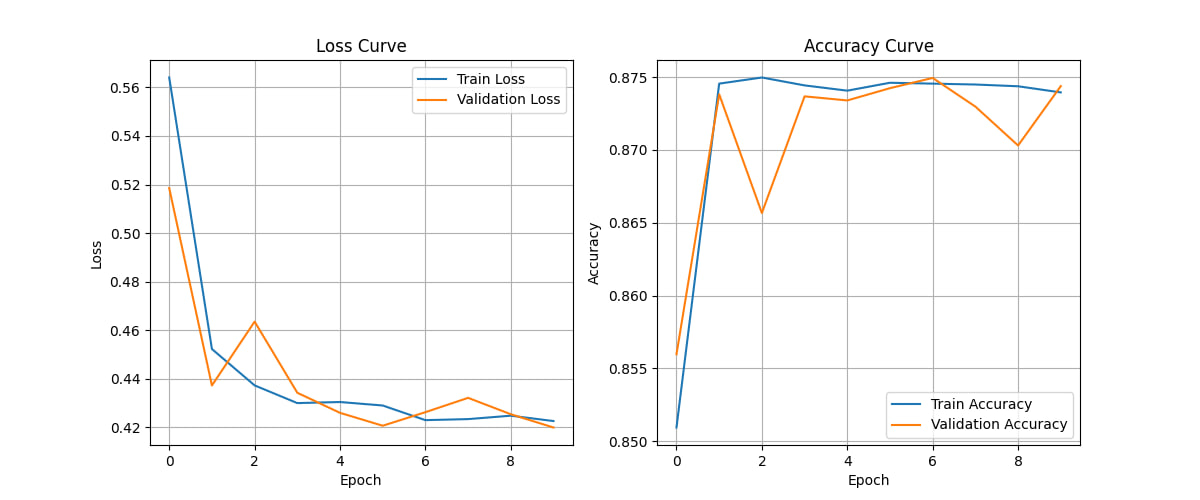 Loss Curve
Train Loss
Validation Loss
0.56
0.54
0.52
0.50
0.48
0.46
0.44
0.42
Loss
0 2 4 6 8
Epoch
Accuracy Curve
0.875
0.870
0.865
0.860
0.855
0.850
Accuracy
Train Accuracy
Validation Accuracy
0 2 4 6 8
Epoch